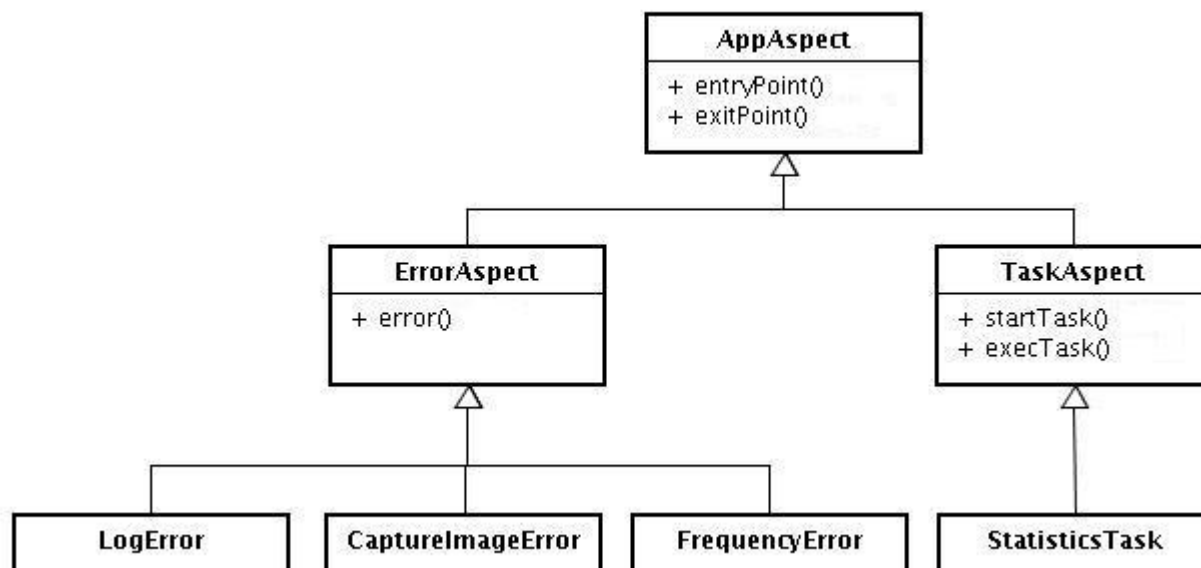 AppAspect
+ entryPoint()
+ exitPoint()
ErrorAspect
+ error()
TaskAspect
+ startTask()
+ execTask()
LogError
CaptureImageError
FrequencyError
StatisticsTask